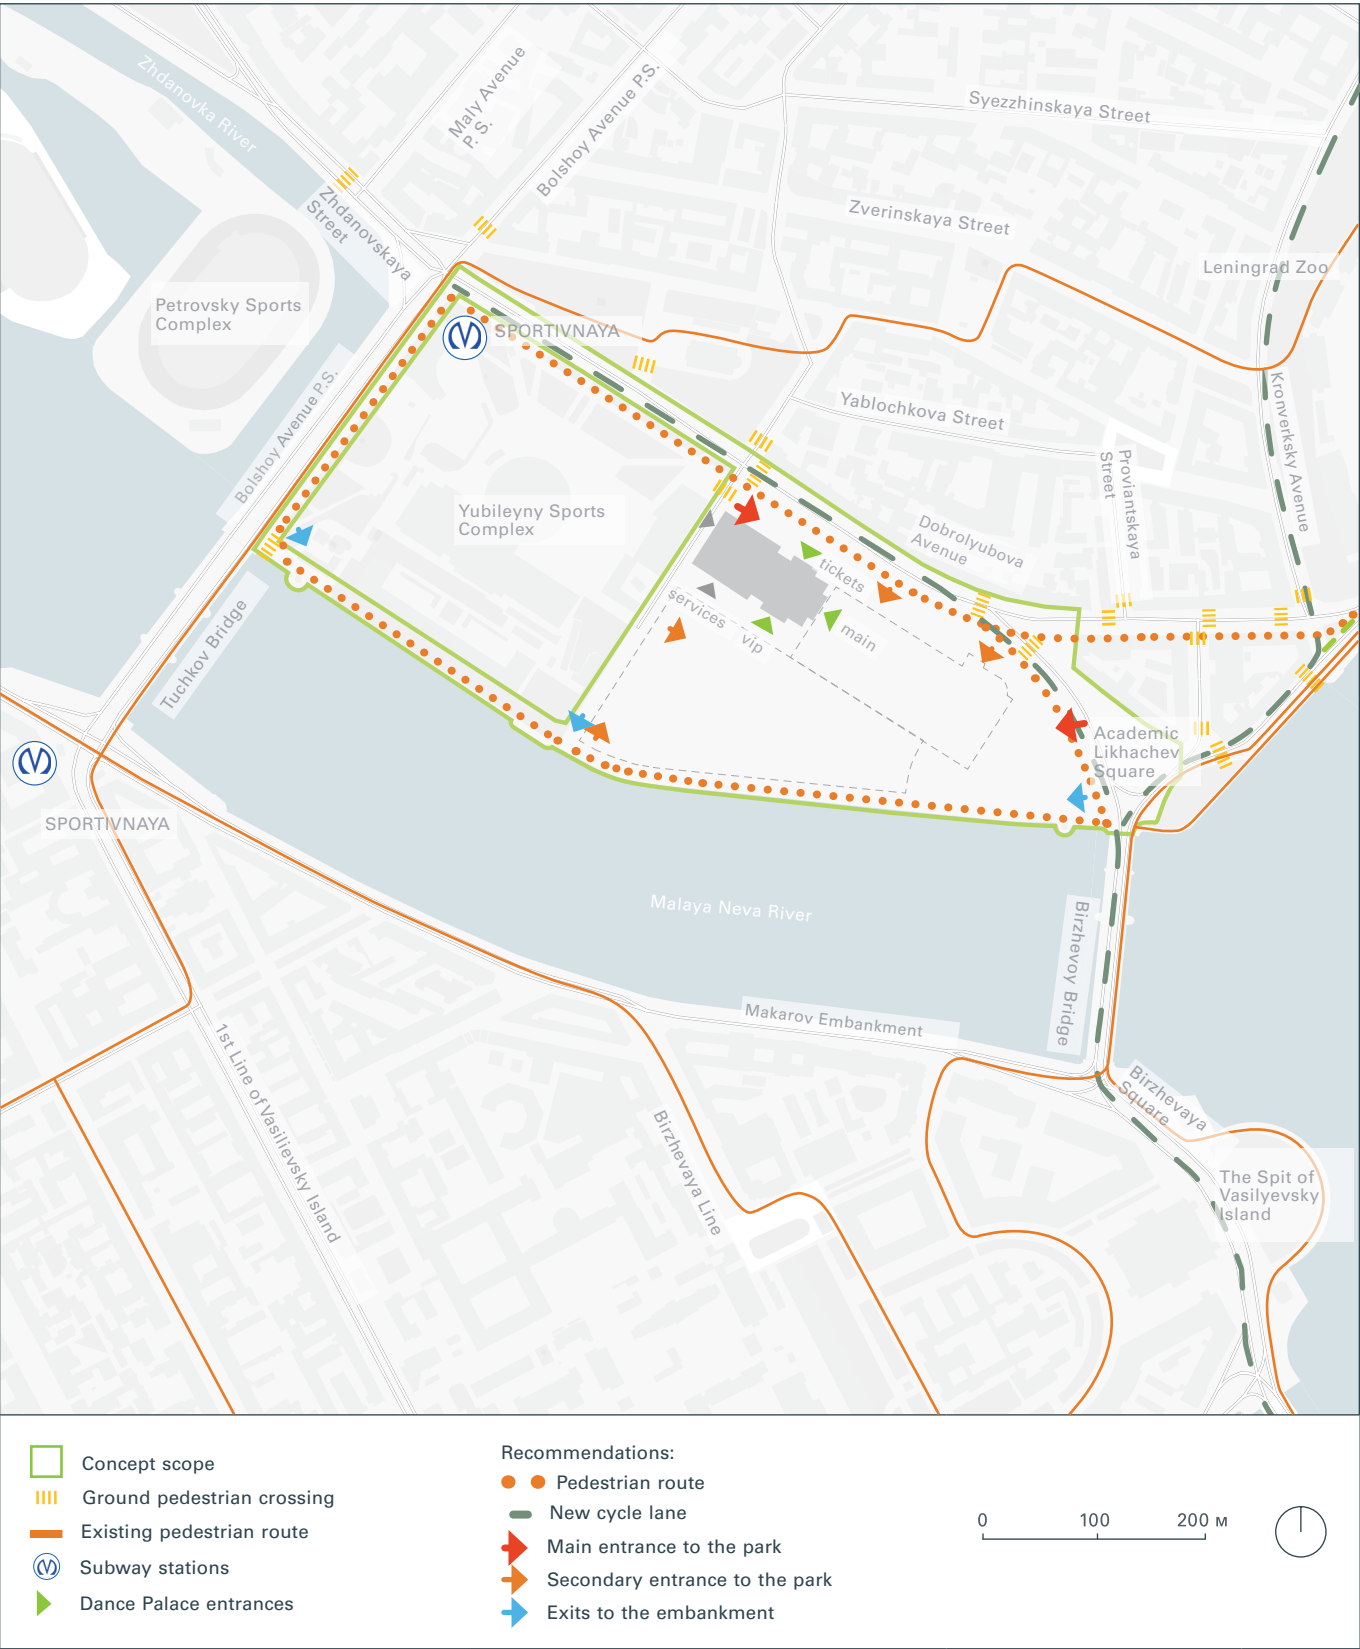 Zhdanovka River
Maly Avenue
P. S.
Bolshoy Avenue P.S.
Syezzhinskaya Street
Zhdanovskaya
Street
Zverinskaya Street
Leningrad Zoo
Petrovsky Sports
Complex
SPORTIVNAYA
Bolshoy Avenue P.S.
Yablochkova Street
Kronverksky Avenue
Proviantskaya
Street
Yubileyny Sports
Complex
Dobrolyubova
Avenue
tickets
services
vip
main
Tuchkov Bridge
Academic
Likhachev
Square
SPORTIVNAYA
Malaya Neva River
Birzhevoy Bridge
Makarov Embankment
1st Line of Vasilievsky Island
Birzhevaya Line
Birzhevaya
Square
The Spit of
Vasilyevsky
Island
Concept scope
Ground pedestrian crossing
Existing pedestrian route
Subway stations
Dance Palace entrances
Recommendations:
Pedestrian route
New cycle lane
Main entrance to the park
Secondary entrance to the park
Exits to the embankment
0 100 200 м